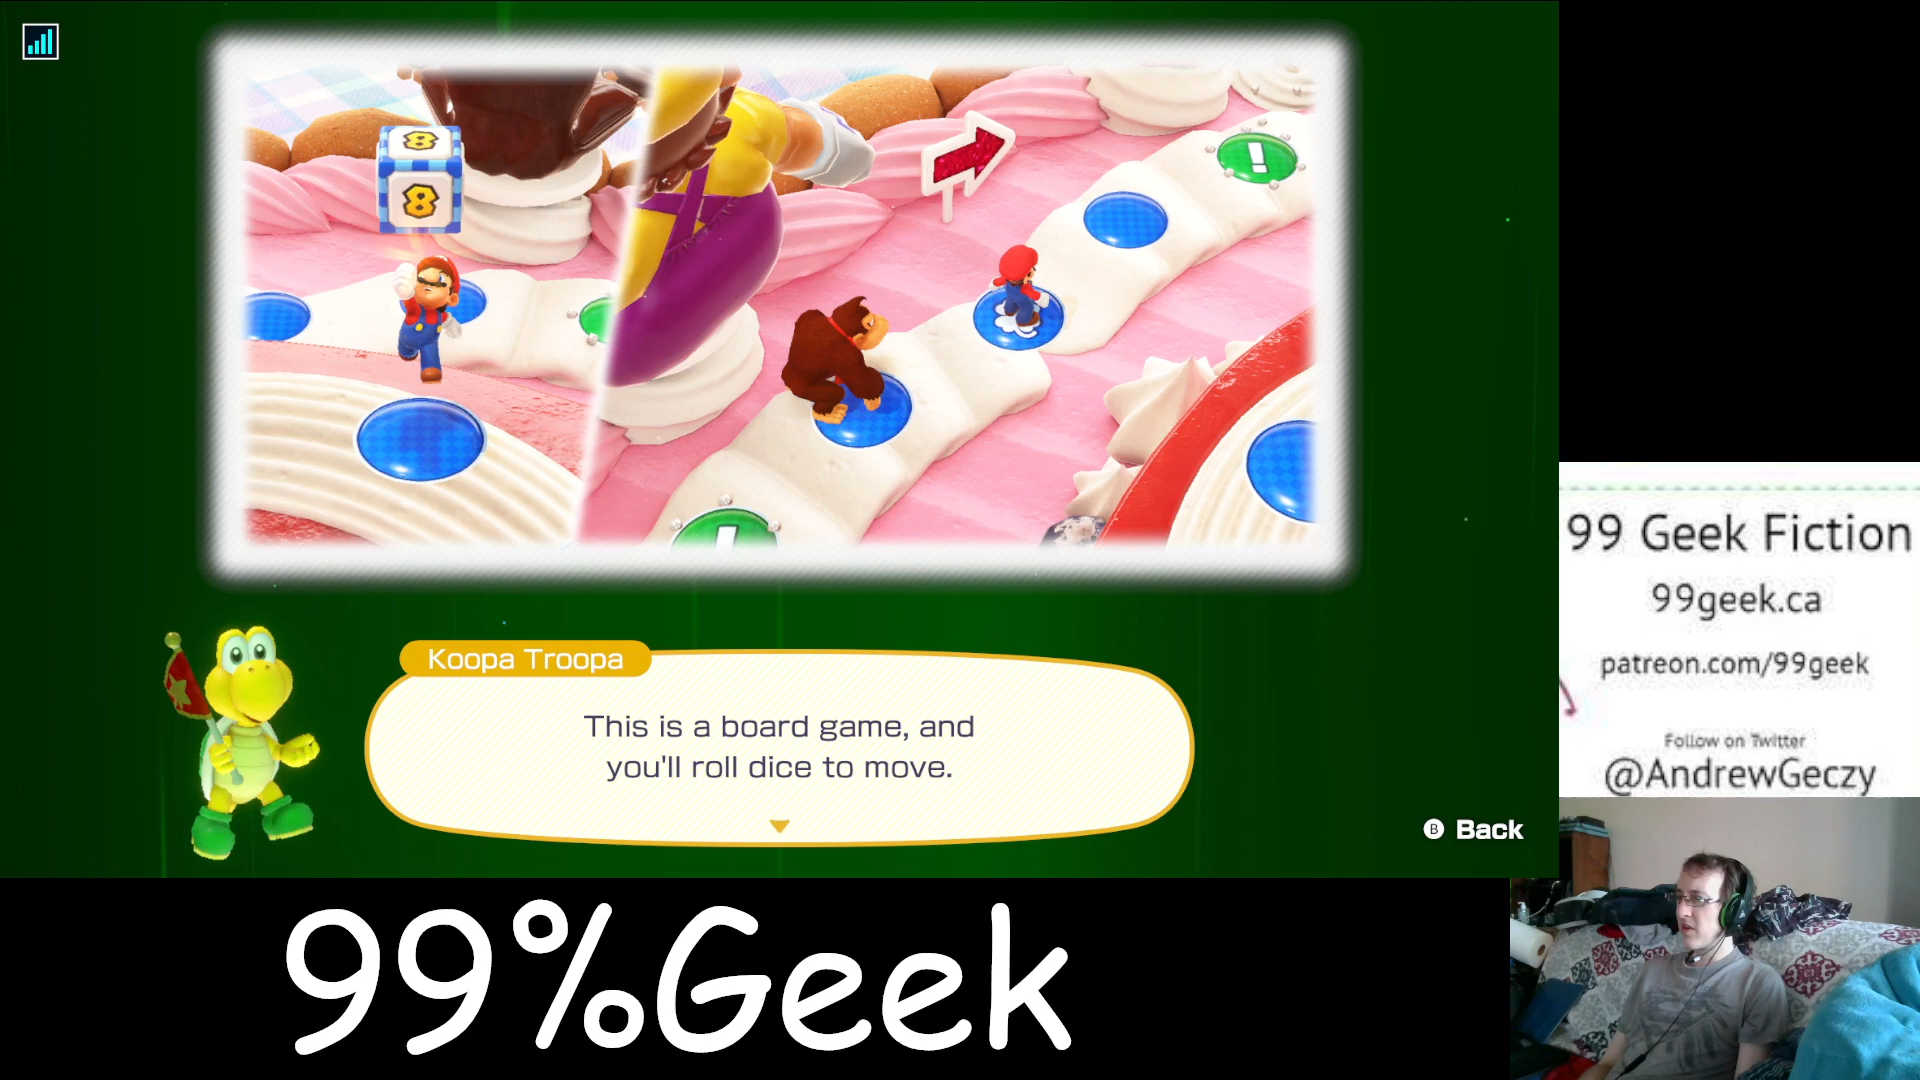 8
8
!
!
Koopa Troopa
This is a board game, and
you'll roll dice to move.
B Back
99 Geek Fiction
99geek.ca
patreon.com/99geek
Follow on Twitter
@AndrewGeczy
99%Geek